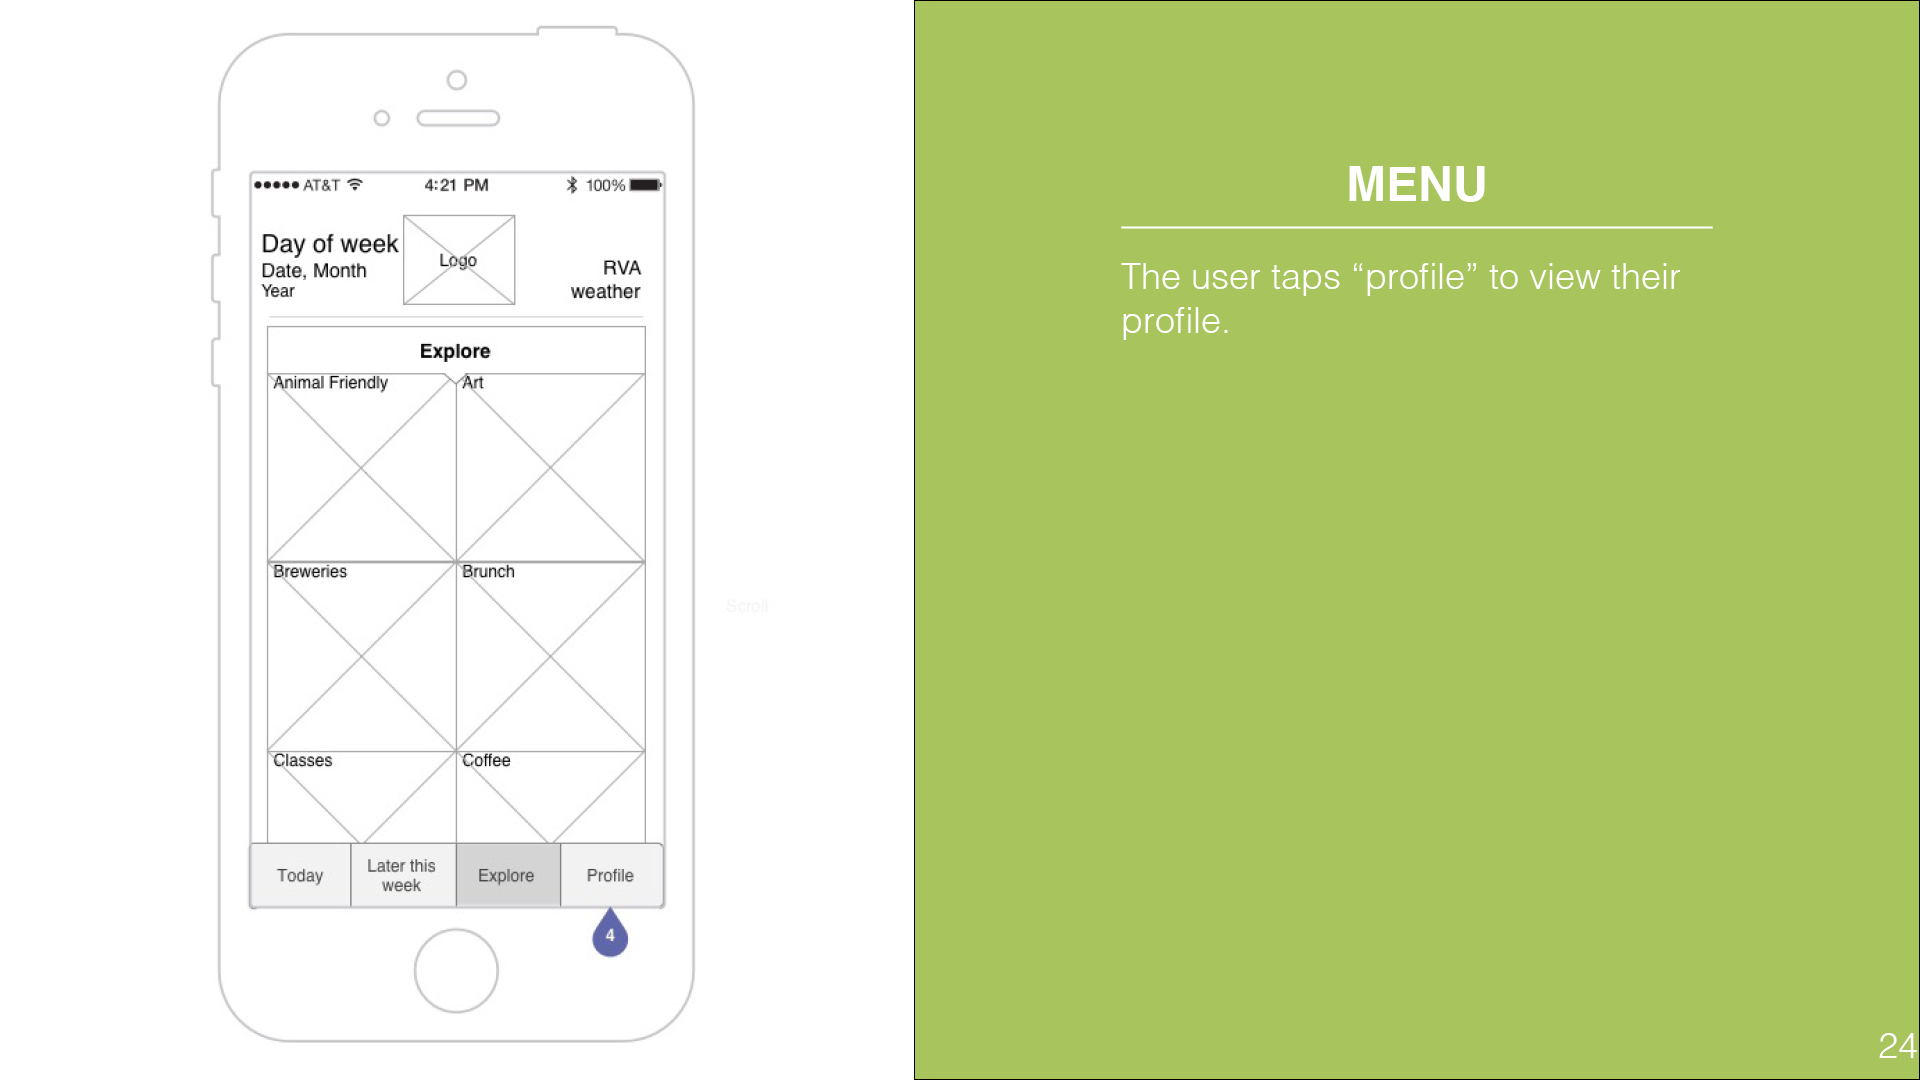 ●●●●● AT&T 4:21 PM 100%
Day of week
Date, Month
Year
Logo
RVA
weather
Explore
Animal Friendly
Art
Breweries
Brunch
Classes
Coffee
Today
Later this
week
Explore
Profile
4
Scroll
MENU
The user taps “profile” to view their
profile.
24